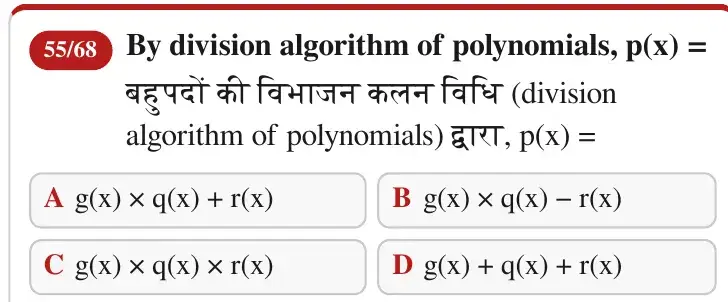 55/68 By division algorithm of polynomials, p(x) =
बहुपदों की विभाजन कलन विधि (division
algorithm of polynomials) द्वारा, p(x) =
A g(x) × q(x) + r(x)
B g(x) × q(x) − r(x)
C g(x) × q(x) × r(x)
D g(x) + q(x) + r(x)